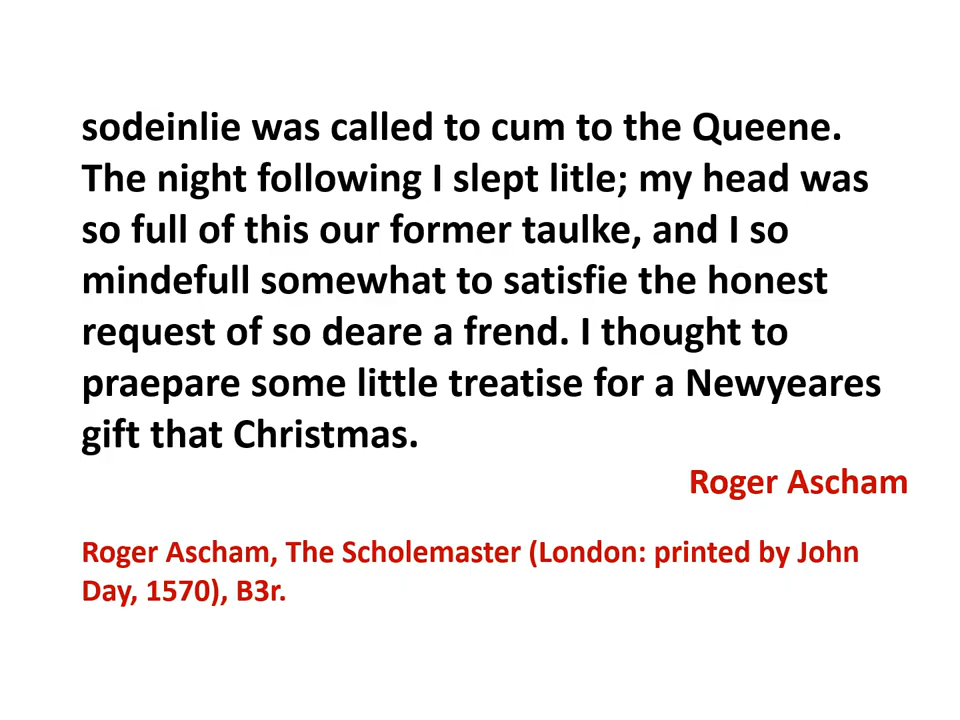 sodeinlie was called to cum to the Queene.
The night following I slept litle; my head was
so full of this our former taulke, and I so
mindefull somewhat to satisfie the honest
request of so deare a frend. I thought to
praepare some little treatise for a Newyeares
gift that Christmas.
Roger Ascham
Roger Ascham, The Scholemaster (London: printed by John
Day, 1570), B3r.